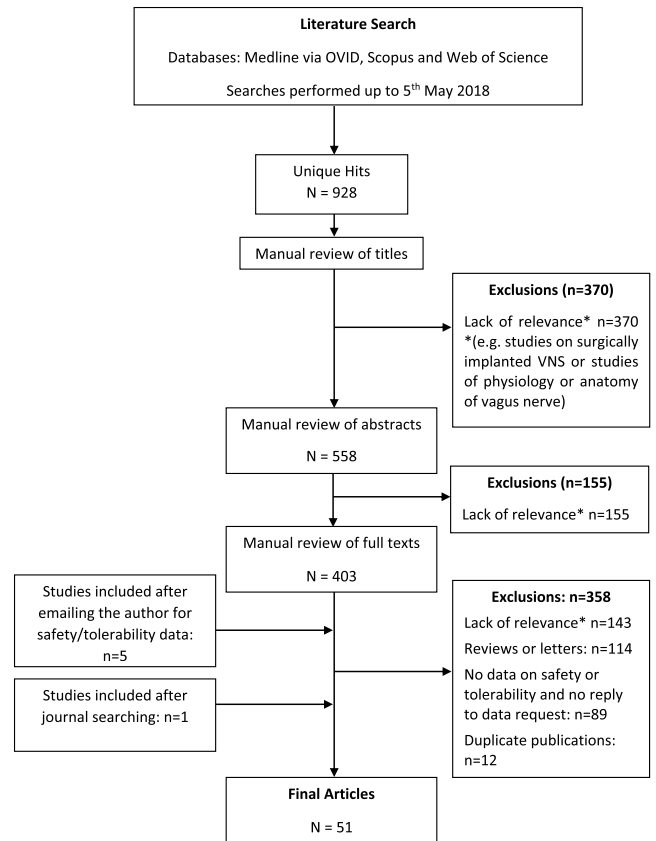 Literature Search
Databases: Medline via OVID, Scopus and Web of Science
Searches performed up to 5th May 2018
Unique Hits
N = 928
Manual review of titles
Exclusions (n=370)
Lack of relevance* n=370
*(e.g. studies on surgically
implanted VNS or studies
of physiology or anatomy
of vagus nerve)
Manual review of abstracts
N = 558
Exclusions (n=155)
Lack of relevance* n=155
Manual review of full texts
N = 403
Studies included after
emailing the author for
safety/tolerability data:
n=5
Exclusions: n=358
Lack of relevance* n=143
Reviews or letters: n=114
No data on safety or
tolerability and no reply
to data request: n=89
Duplicate publications:
n=12
Studies included after
journal searching: n=1
Final Articles
N = 51